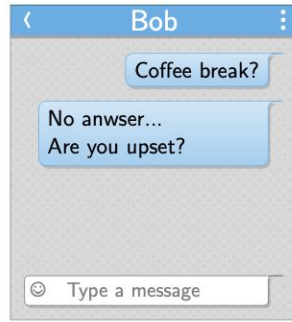 Bob
Coffee break?
No anwser...
Are you upset?
Type a message